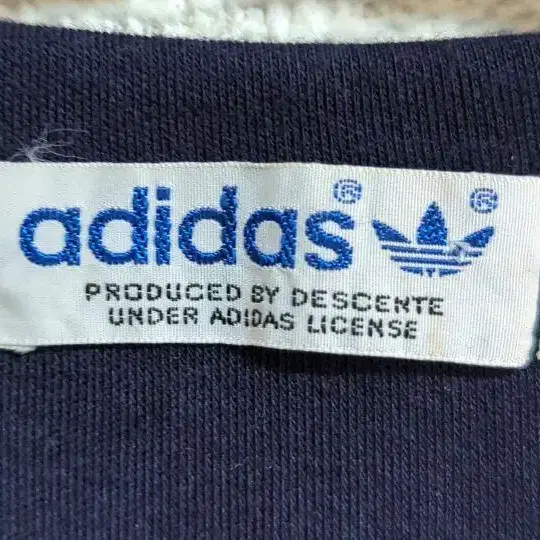 adidas®
®
PRODUCED BY DESCENTE
UNDER ADIDAS LICENSE